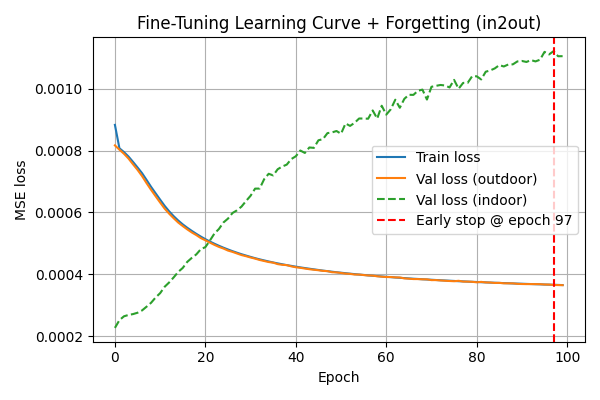 Fine-Tuning Learning Curve + Forgetting (in2out)
MSE loss
0.0010
0.0008
0.0006
0.0004
0.0002
Train loss
Val loss (outdoor)
Val loss (indoor)
Early stop @ epoch 97
0
20
40
60
80
100
Epoch